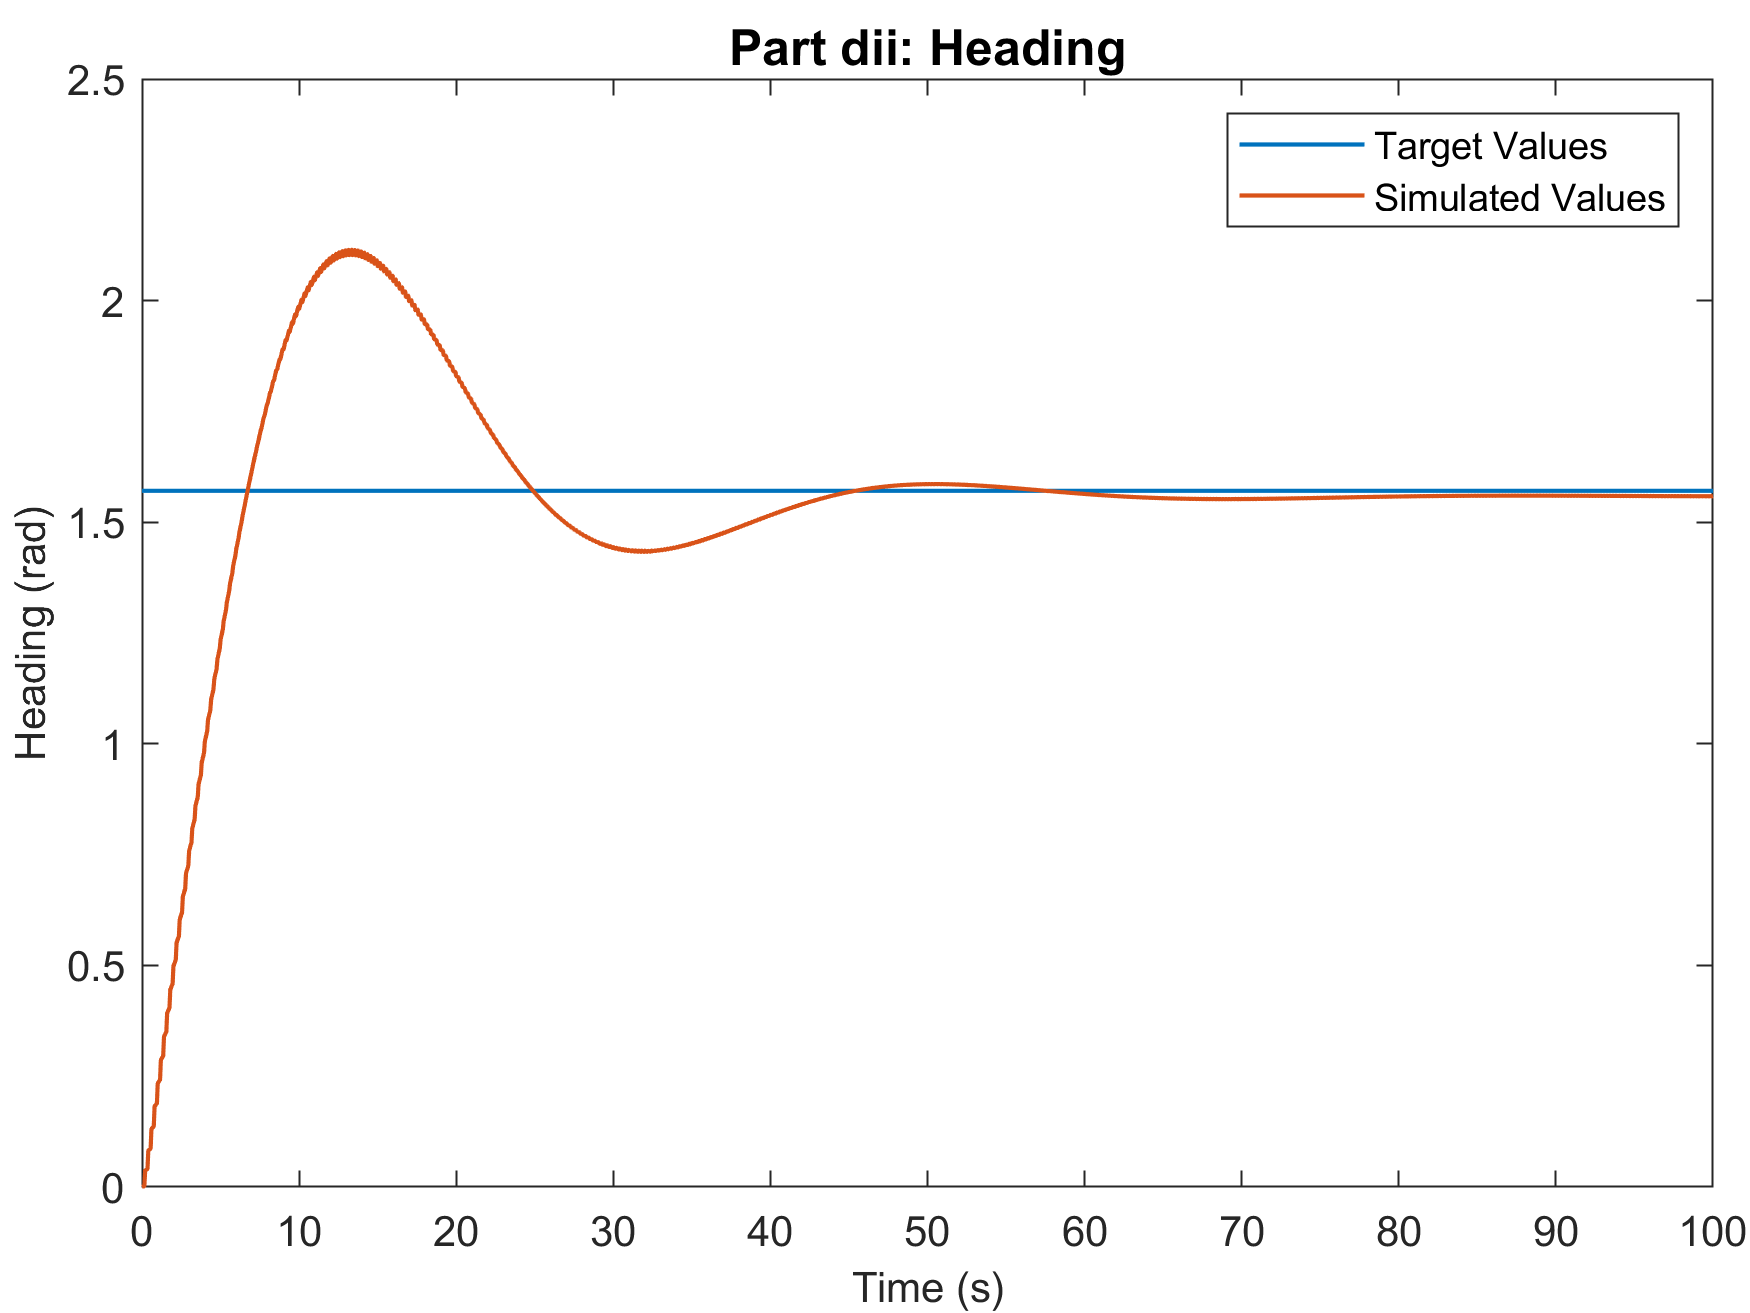 Part dii: Heading
2.5
2
1.5
1
0.5
0
Heading (rad)
Target Values
Simulated Values
0 10 20 30 40 50 60 70 80 90 100
Time (s)